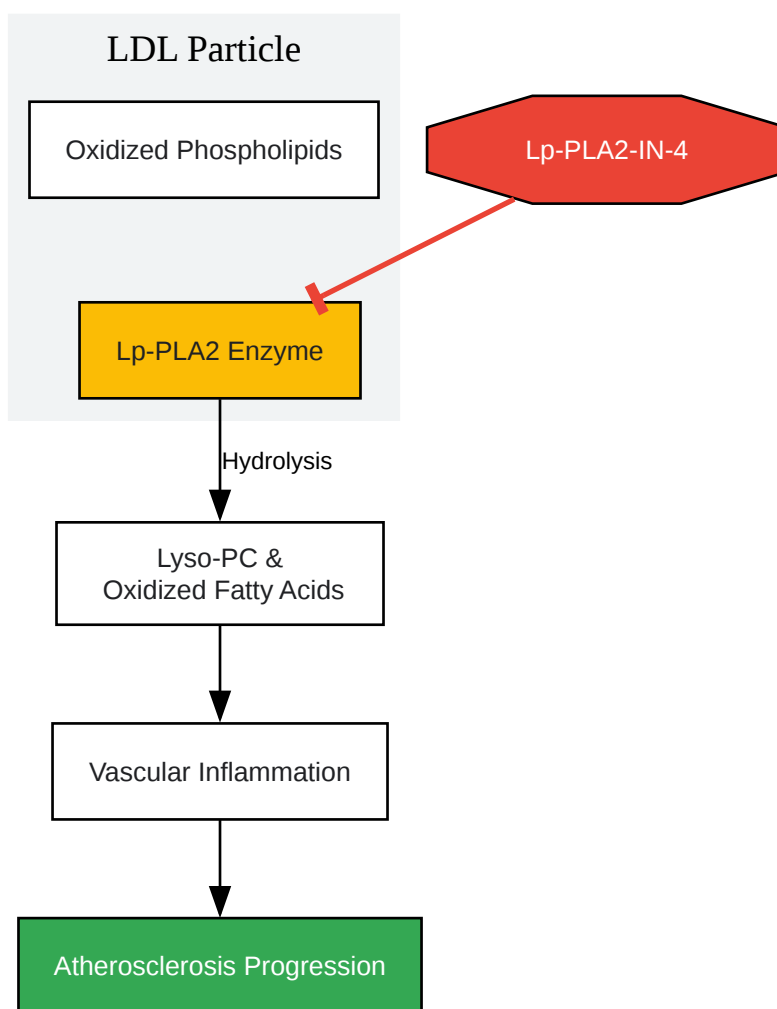 LDL Particle
Oxidized Phospholipids
Lp-PLA2-IN-4
Lp-PLA2 Enzyme
Hydrolysis
Lyso-PC &
Oxidized Fatty Acids
Vascular Inflammation
Atherosclerosis Progression